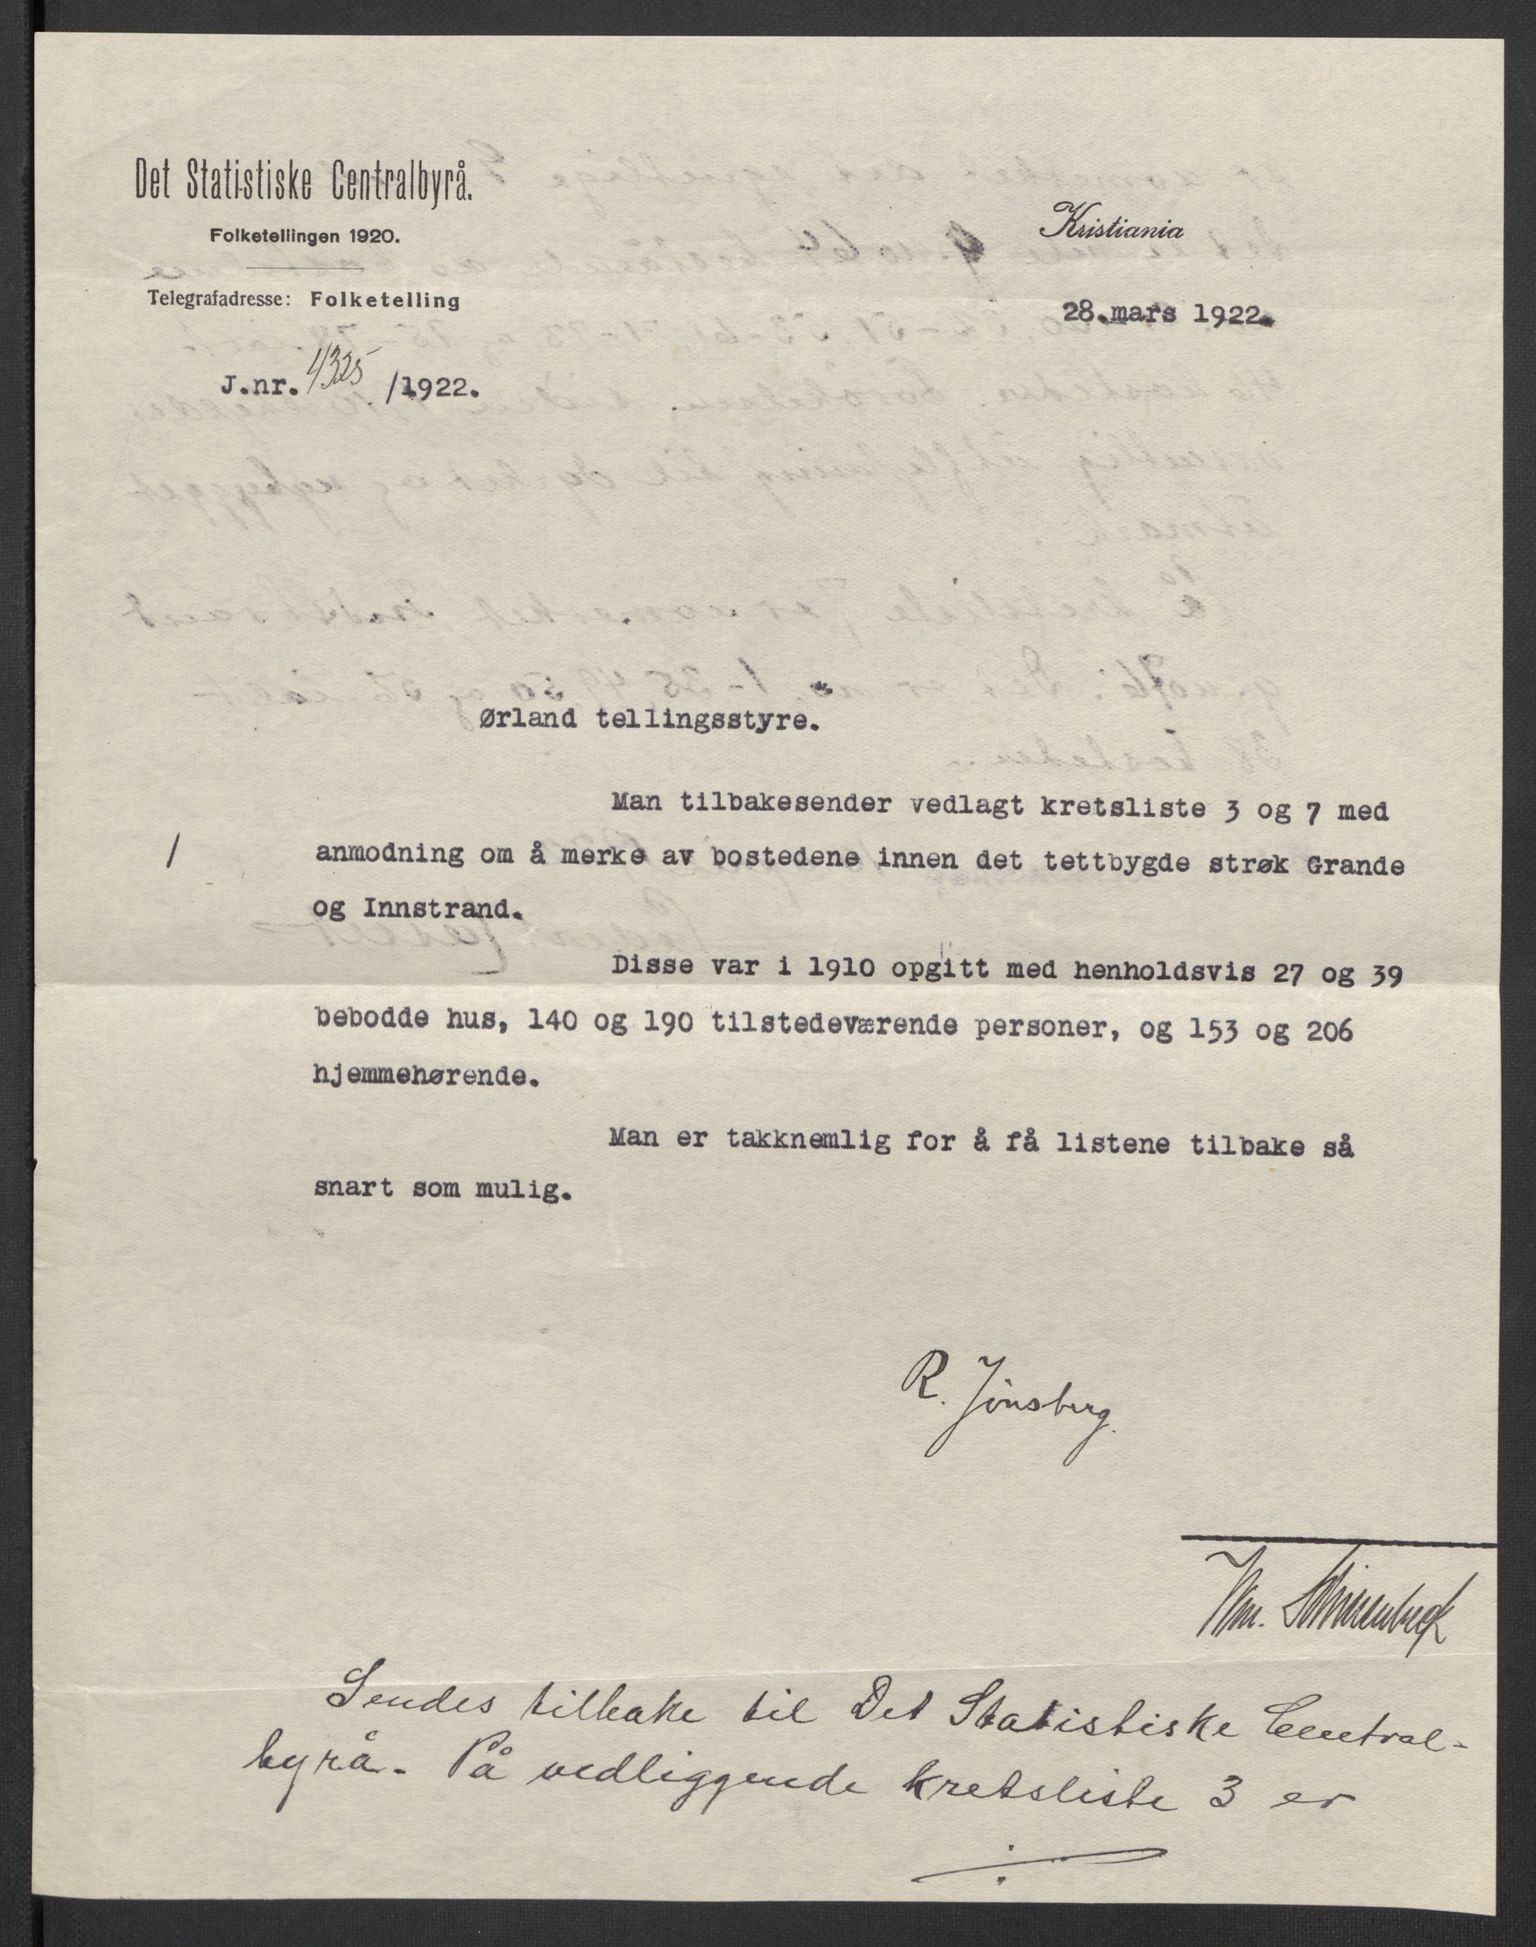 Det Statistiske Centralbyrå.
Folketellingen 1920.
Telegrafadresse: Folketelling
Kristiania
28.mars 1922.
J.nr. 4325 /1922.
Ørland tellingsstyre.
Man tilbakesender vedlagt kretsliste 3 og 7 med
anmodning om å merke av bostedene innen det tettbygde strøk Grande
og Innstrand.
Disse var i 1910 opgitt med henholdsvis 27 og 39
bebodde hus, 140 og 190 tilstedeværende personer, og 153 og 206
hjemmehørende.
Man er takknemlig for å få listene tilbake så
snart som mulig.
R. Jönsberg.
Sendes tilbake til Det Statistiske Central-
byrå. På vedliggende kretsliste 3 er